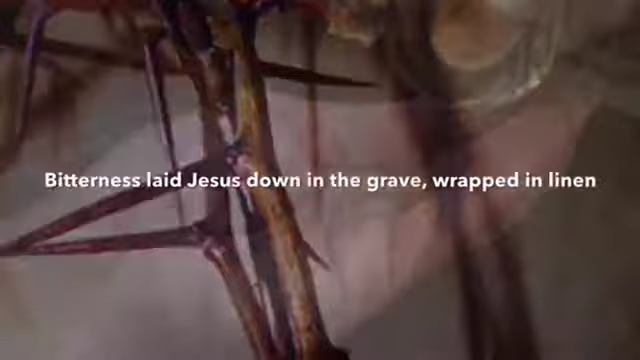 Bitterness laid Jesus down in the grave, wrapped in linen